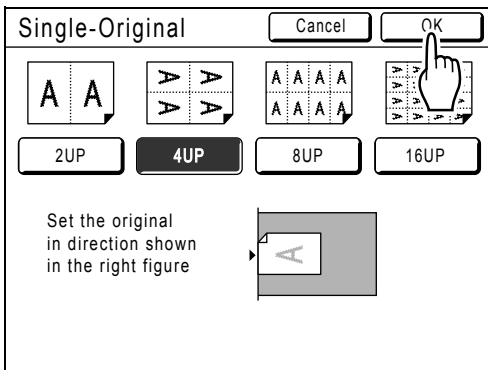 Single-Original
Cancel
OK
A A
A A
A A
A A A A
A A A A
2UP
4UP
8UP
16UP
Set the original
in direction shown
in the right figure
A